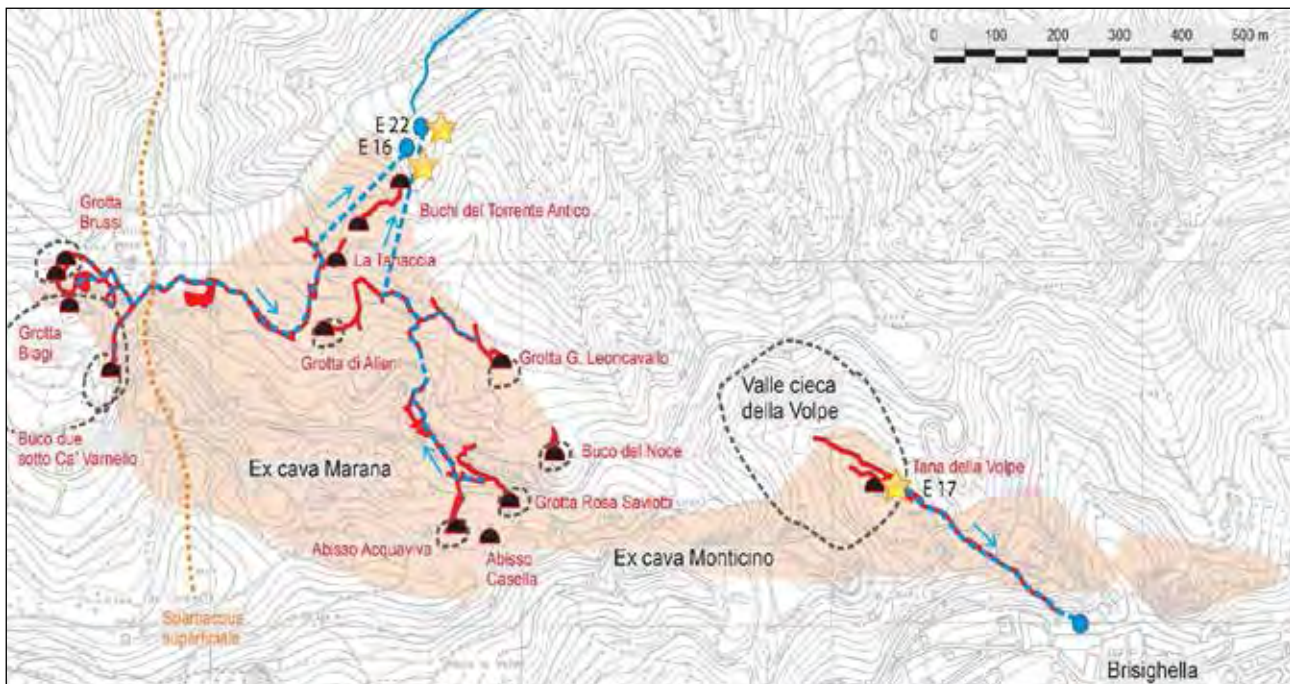 0 100 200 300 400 500 m
E 22
E 16
Grotta
Brussi
Buchi del Torrente Antico
La Tanaccia
Grotta
Biagi
Grotta di Alien
Grotta G. Leoncavallo
Valle cieca
della Volpe
Buco due
sotto Ca' Varnello
Ex cava Marana
Buco del Noce
Tana della Volpe
E 17
Grotta Rosa Saviotti
Abisso Acquaviva
Abisso
Casella
Ex cava Monticino
Spartiacque
superficiale
Brisighella